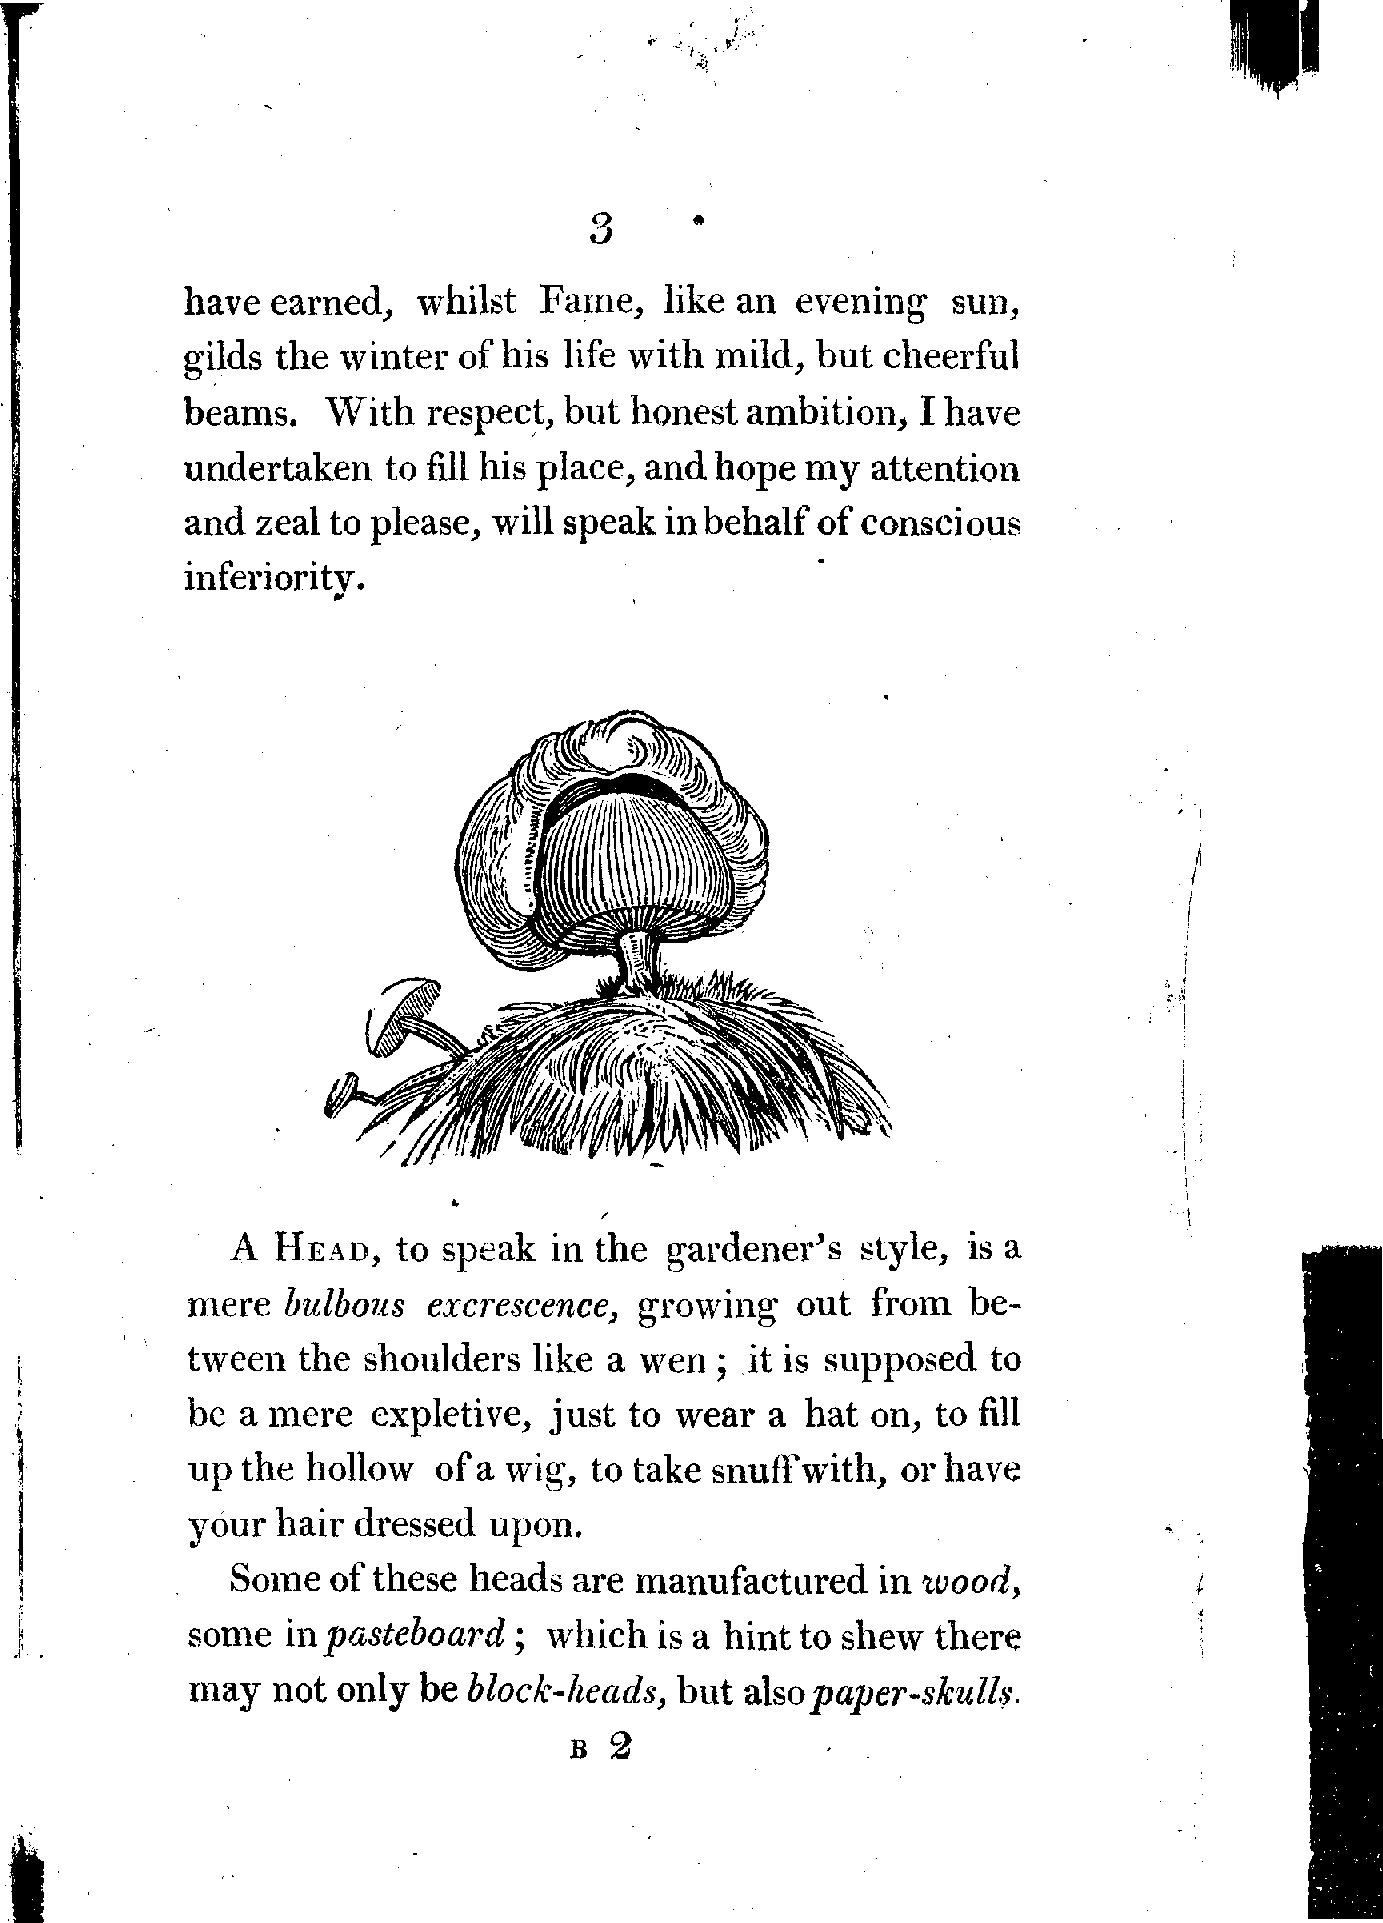 3
have earned, whilst Fame, like an evening sun,
gilds the winter of his life with mild, but cheerful
beams. With respect, but honest ambition, I have
undertaken to fill his place, and hope my attention
and zeal to please, will speak in behalf of conscious
inferiority.
A HEAD, to speak in the gardener's style, is a
mere bulbous excrescence, growing out from be-
tween the shoulders like a wen; it is supposed to
be a mere expletive, just to wear a hat on, to fill
up the hollow of a wig, to take snuff with, or have
your hair dressed upon.
Some of these heads are manufactured in wood,
some in pasteboard; which is a hint to shew there
may not only be block-heads, but also paper-skulls.
B 2